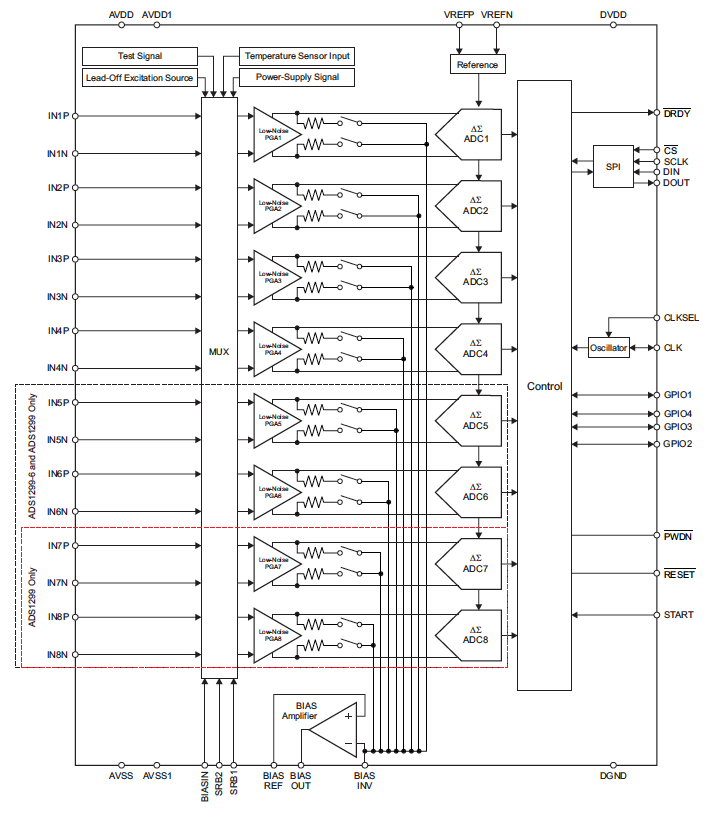 AVDD AVDD1 VREFP VREFN DVDD
Test Signal
Temperature Sensor Input
Lead-Off Excitation Source
Power-Supply Signal
Reference
IN1P
IN1N
Low-Noise
PGA1
ΔΣ
ADC1
IN2P
IN2N
Low-Noise
PGA2
ΔΣ
ADC2
IN3P
IN3N
Low-Noise
PGA3
ΔΣ
ADC3
IN4P
IN4N
Low-Noise
PGA4
ΔΣ
ADC4
MUX
ADS1299-6 and ADS1299 Only
IN5P
IN5N
Low-Noise
PGA5
ΔΣ
ADC5
IN6P
IN6N
Low-Noise
PGA6
ΔΣ
ADC6
ADS1299 Only
IN7P
IN7N
Low-Noise
PGA7
ΔΣ
ADC7
IN8P
IN8N
Low-Noise
PGA8
ΔΣ
ADC8
Control
DRDY
SPI
CS
SCLK
DIN
DOUT
CLKSEL
Oscillator
CLK
GPIO1
GPIO4
GPIO3
GPIO2
PWDN
RESET
START
BIAS
Amplifier
+
−
AVSS AVSS1
BIASIN
SRB2
SRB1
BIAS
REF
BIAS
OUT
BIAS
INV
DGND